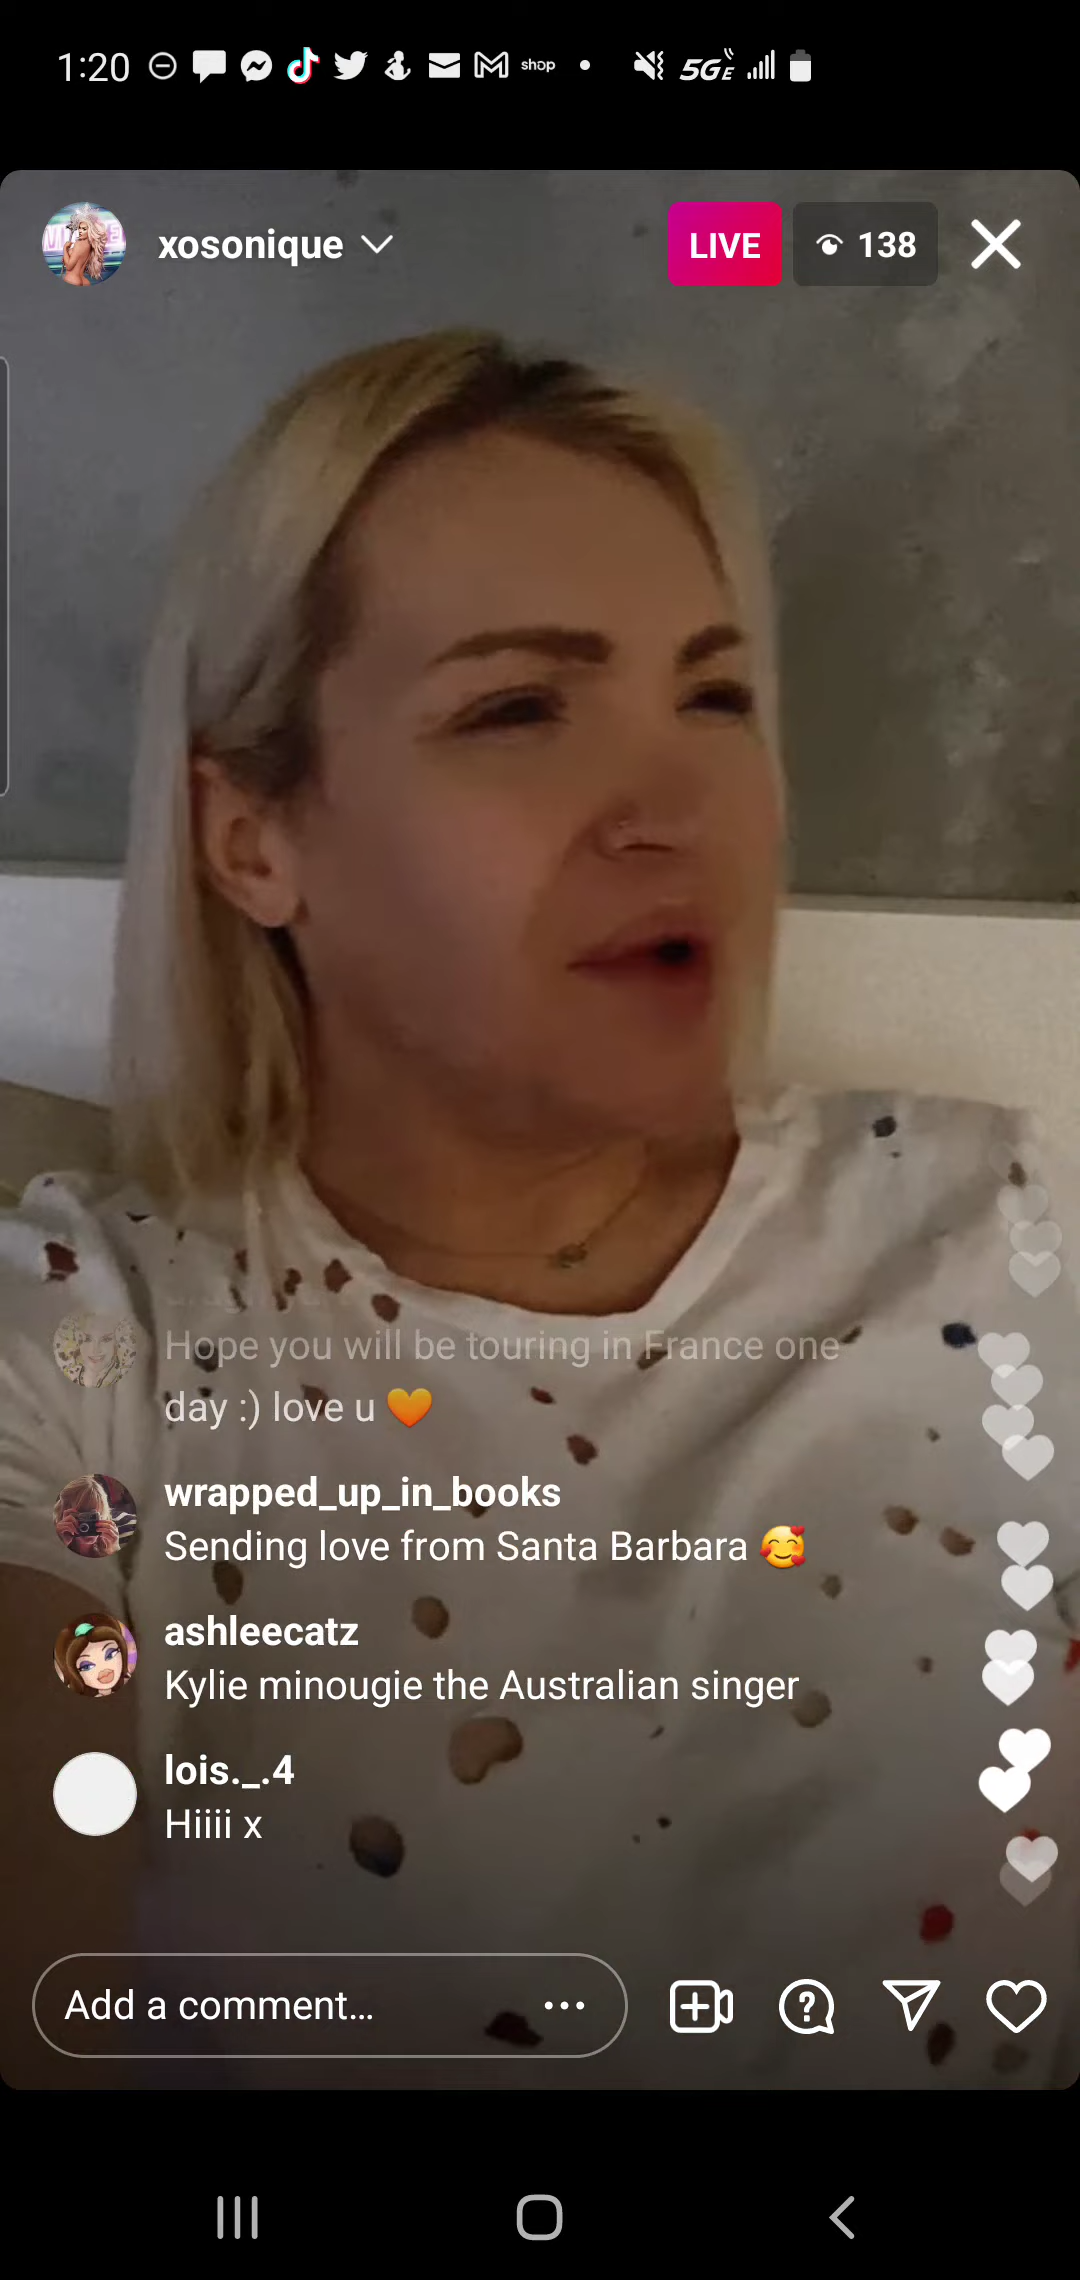 1:20
shop
5GE
xosonique
LIVE
138
Hope you will be touring in France one
day :) love u 🧡
wrapped_up_in_books
Sending love from Santa Barbara 🥰
ashleecatz
Kylie minougie the Australian singer
lois._.4
Hiiii x
Add a comment...